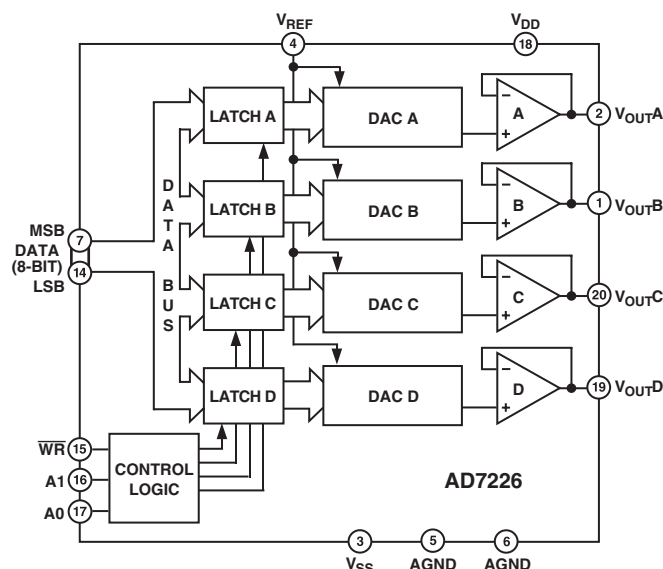 VREF
VDD
4
18
LATCH A
DAC A
A
−
+
2
VOUTA
LATCH B
DAC B
B
−
+
1
VOUTB
MSB
7
DATA
(8-BIT)
14
LSB
DATA BUS
LATCH C
DAC C
C
−
+
20
VOUTC
LATCH D
DAC D
D
−
+
19
VOUTD
WR
15
A1
16
A0
17
CONTROL
LOGIC
AD7226
3
5
6
VSS
AGND
AGND